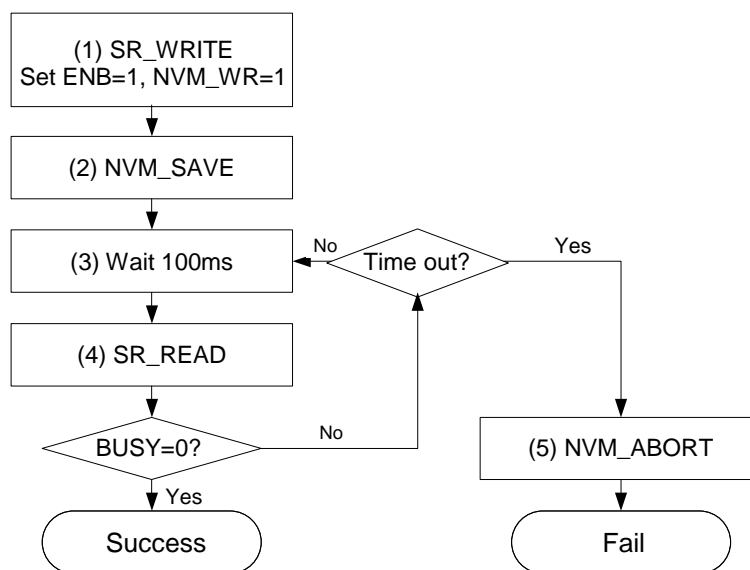 (1) SR_WRITE
Set ENB=1, NVM_WR=1
(2) NVM_SAVE
(3) Wait 100ms
No
Time out?
Yes
(4) SR_READ
BUSY=0?
No
(5) NVM_ABORT
Yes
Success
Fail